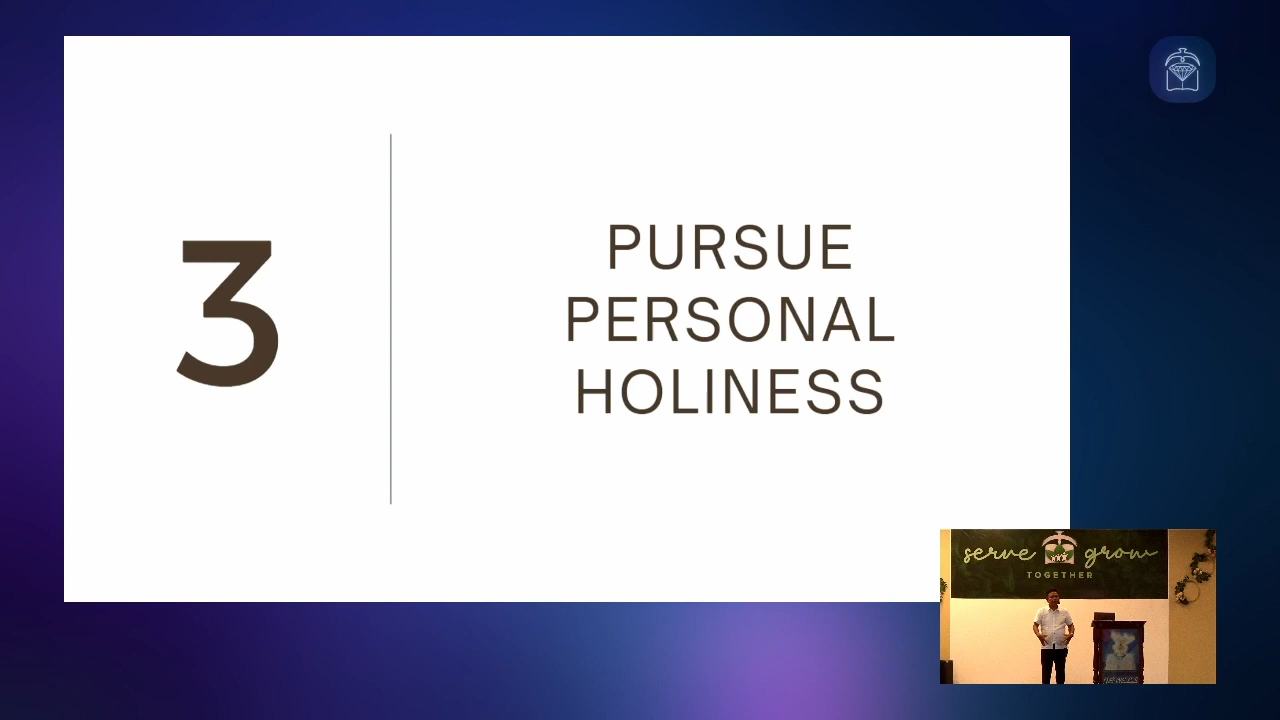 3
PURSUE
PERSONAL
HOLINESS
serve grow
TOGETHER